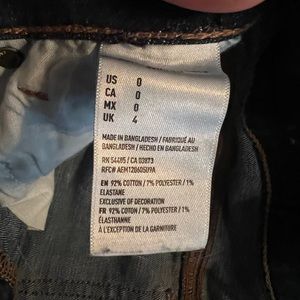 US 0
CA 0
MX 0
UK 4
MADE IN BANGLADESH / FABRIQUÉ AU
BANGLADESH / HECHO EN BANGLADESH
RN 54485 / CA 03873
RFC# AEM120605U9A
EN 92% COTTON / 7% POLYESTER / 1%
ELASTANE
EXCLUSIVE OF DECORATION
FR 92% COTON / 7% POLYESTER / 1%
ELASTHANNE
À L'EXCEPTION DE LA GARNITURE